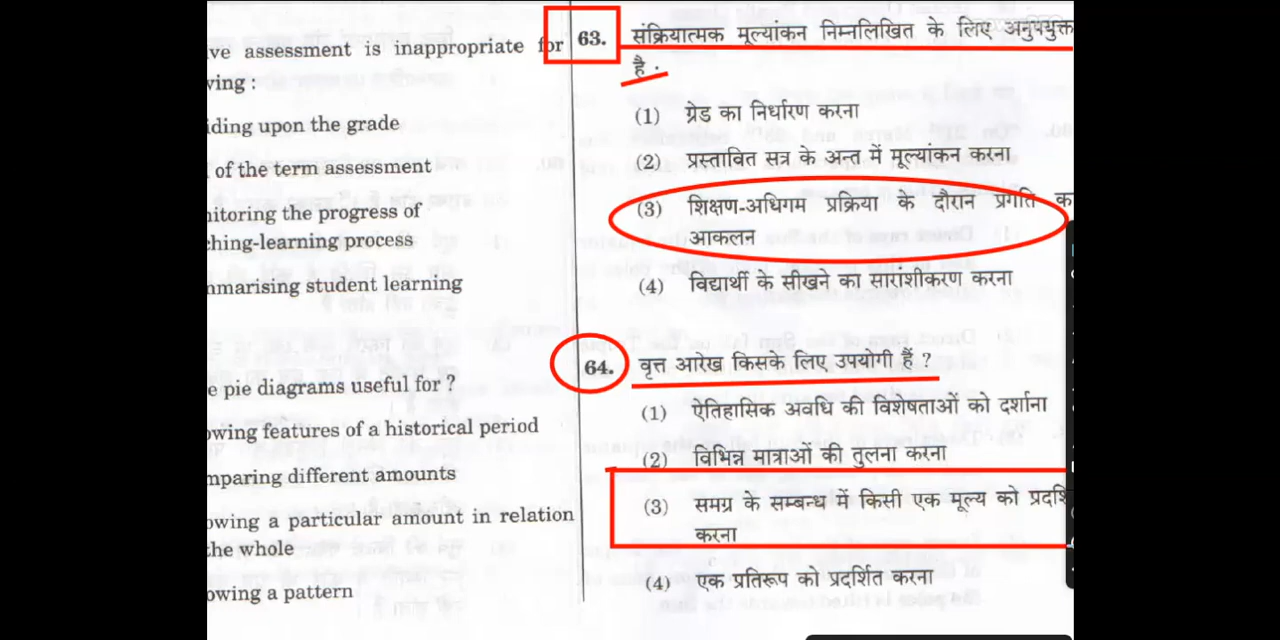 ive assessment is inappropriate for
ving :
iding upon the grade
l of the term assessment
nitoring the progress of
ching-learning process
nmarising student learning
e pie diagrams useful for ?
owing features of a historical period
mparing different amounts
owing a particular amount in relation
the whole
owing a pattern
63. संक्रियात्मक मूल्यांकन निम्नलिखित के लिए अनुपयुक्त
है :
(1) ग्रेड का निर्धारण करना
(2) प्रस्तावित सत्र के अन्त में मूल्यांकन करना
(3) शिक्षण-अधिगम प्रक्रिया के दौरान प्रगति क
आकलन
(4) विद्यार्थी के सीखने का सारांशीकरण करना
64. वृत्त आरेख किसके लिए उपयोगी हैं ?
(1) ऐतिहासिक अवधि की विशेषताओं को दर्शाना
(2) विभिन्न मात्राओं की तुलना करना
(3) समग्र के सम्बन्ध में किसी एक मूल्य को प्रदर्शि
करना
(4) एक प्रतिरूप को प्रदर्शित करना